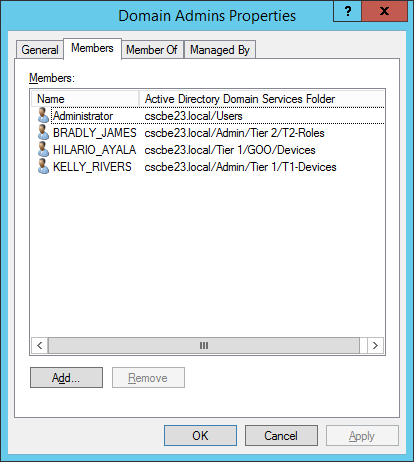 Domain Admins Properties
? X
General Members Member Of Managed By
Members:
Name Active Directory Domain Services Folder
Administrator cscbe23.local/Users
BRADLY_JAMES cscbe23.local/Admin/Tier 2/T2-Roles
HILARIO_AYALA cscbe23.local/Tier 1/GOO/Devices
KELLY_RIVERS cscbe23.local/Admin/Tier 1/T1-Devices
Add... Remove
OK Cancel Apply